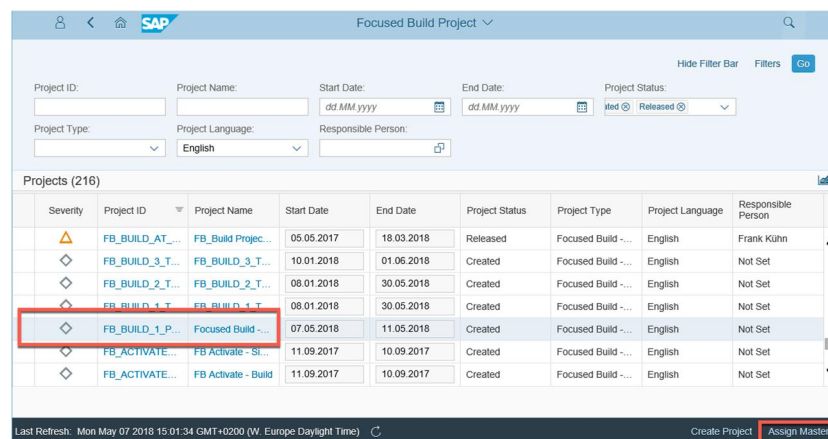 SAP Focused Build Project
Hide Filter Bar Filters Go
Project ID: Project Name: Start Date: End Date: Project Status:
dd.MM.yyyy dd.MM.yyyy ated Released
Project Type: Project Language: Responsible Person:
English
Projects (216)
Severity Project ID Project Name Start Date End Date Project Status Project Type Project Language Responsible Person
FB_BUILD_AT_... FB_Build Projec... 05.05.2017 18.03.2018 Released Focused Build -... English Frank Kühn
FB_BUILD_3_T... FB_BUILD_3_T... 10.01.2018 01.06.2018 Created Focused Build -... English Not Set
FB_BUILD_2_T... FB_BUILD_2_T... 08.01.2018 30.05.2018 Created Focused Build -... English Not Set
FB_BUILD_1_T... FB_BUILD_1_T... 08.01.2018 30.05.2018 Created Focused Build -... English Not Set
FB_BUILD_1_P... Focused Build -... 07.05.2018 11.05.2018 Created Focused Build -... English Not Set
FB_ACTIVATE... FB Activate - Si... 11.09.2017 10.09.2017 Created Focused Build -... English Not Set
FB_ACTIVATE... FB Activate - Build 11.09.2017 10.09.2017 Created Focused Build -... English Not Set
Last Refresh: Mon May 07 2018 15:01:34 GMT+0200 (W. Europe Daylight Time) Create Project Assign Master